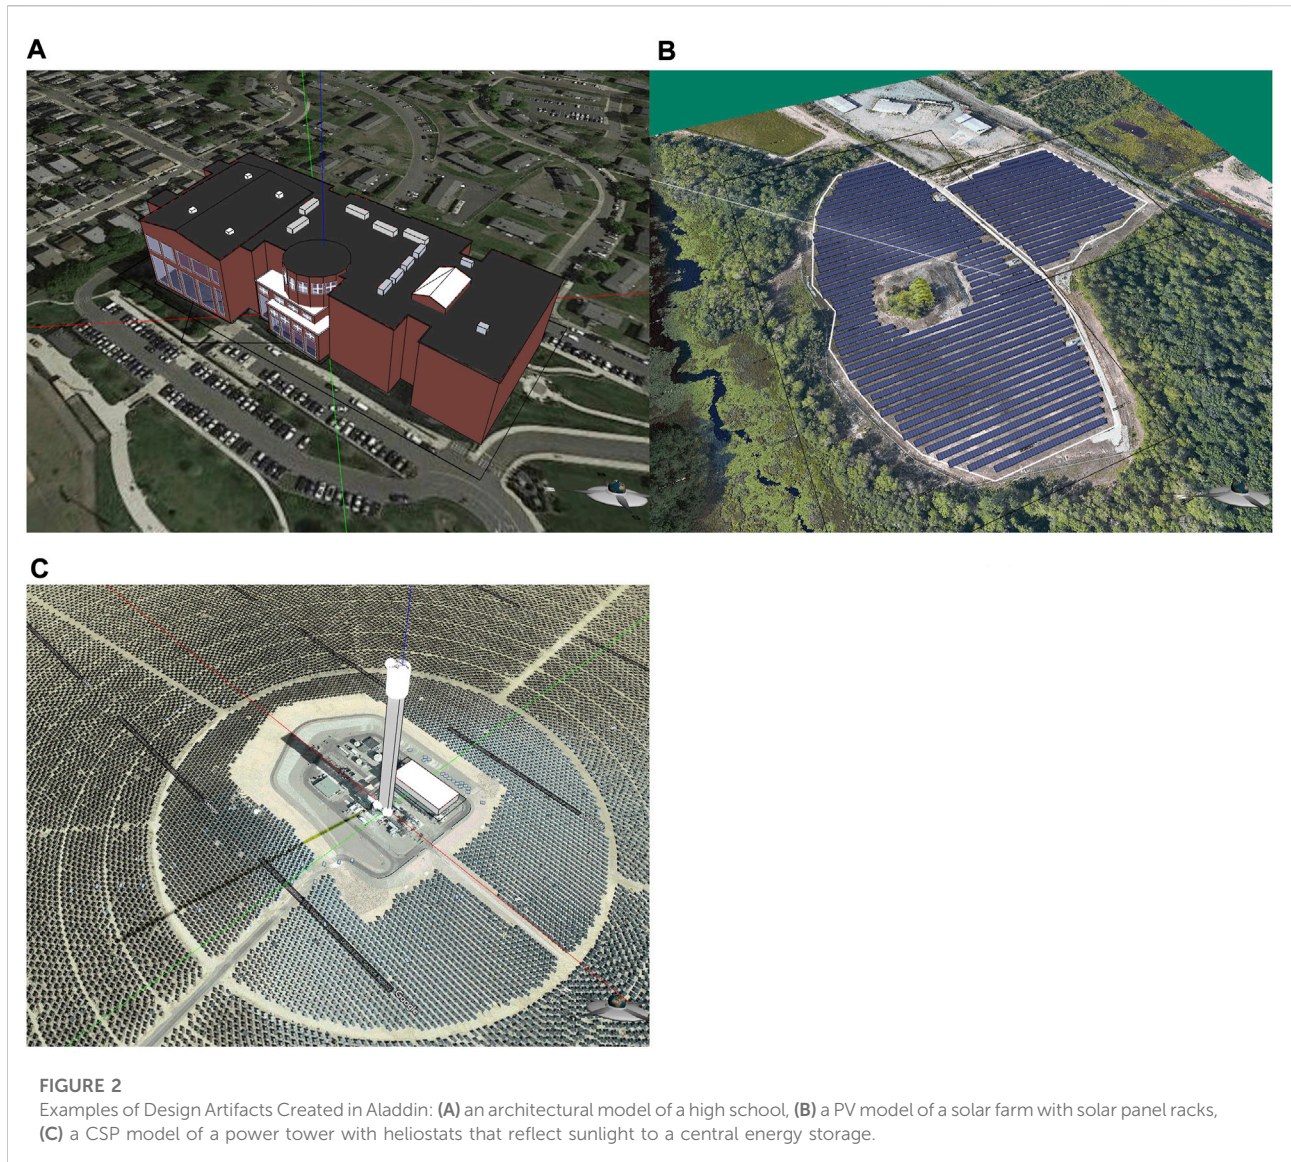 A
B
C
FIGURE 2
Examples of Design Artifacts Created in Aladdin: (A) an architectural model of a high school, (B) a PV model of a solar farm with solar panel racks,
(C) a CSP model of a power tower with heliostats that reflect sunlight to a central energy storage.